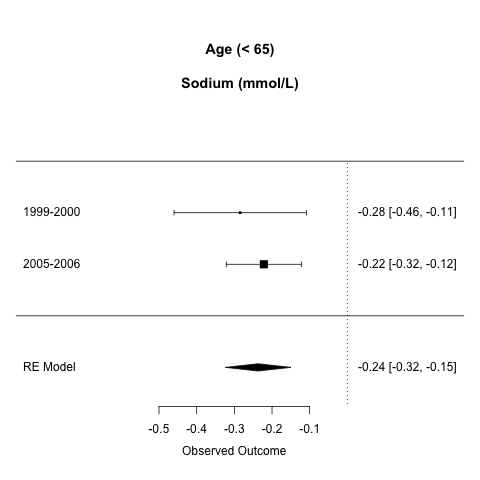 Age (< 65)
Sodium (mmol/L)
1999-2000 -0.28 [-0.46, -0.11]
2005-2006 -0.22 [-0.32, -0.12]
RE Model -0.24 [-0.32, -0.15]
-0.5 -0.4 -0.3 -0.2 -0.1
Observed Outcome